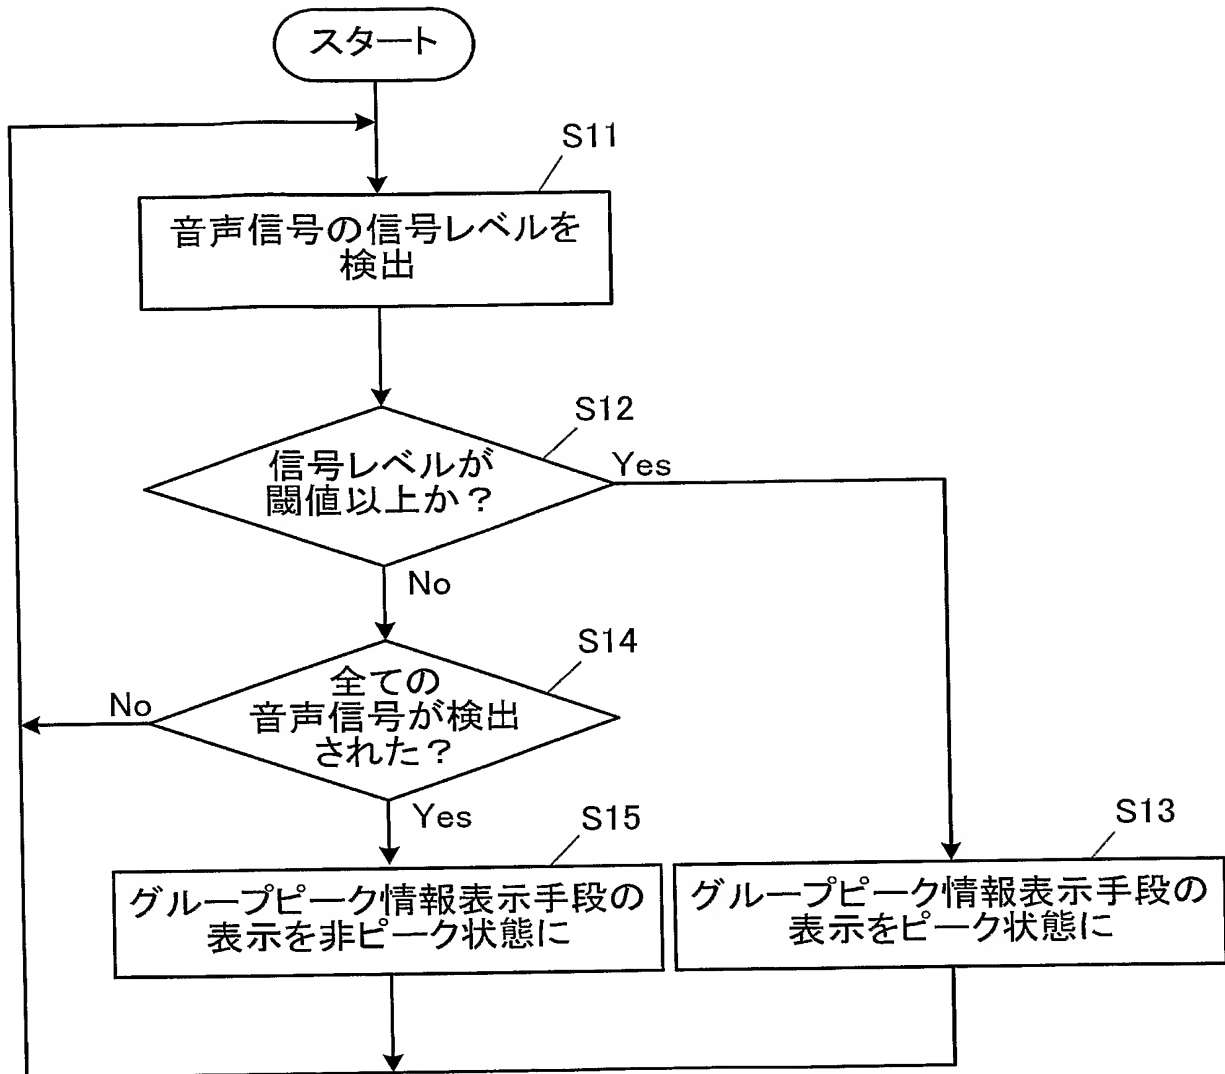 スタート
S11
音声信号の信号レベルを
検出
S12
信号レベルが
閾値以上か？
Yes
No
S14
全ての
音声信号が検出
された？
No
Yes
S15
グループピーク情報表示手段の
表示を非ピーク状態に
S13
グループピーク情報表示手段の
表示をピーク状態に